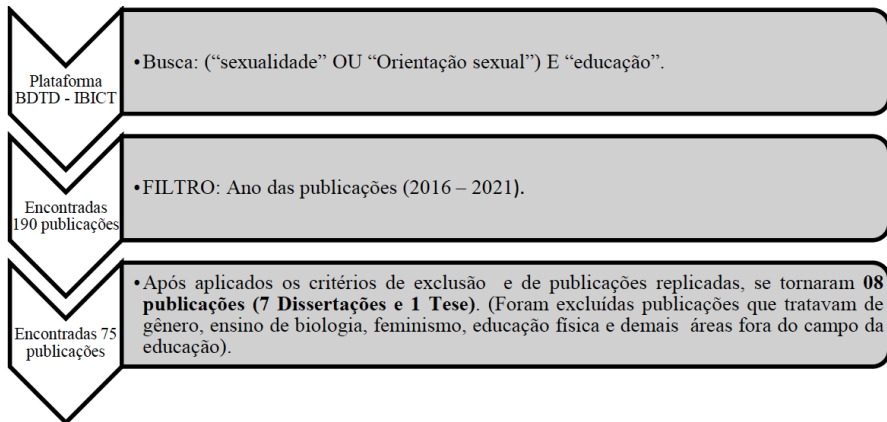 Plataforma
BDTD - IBICT
•Busca: (“sexualidade” OU “Orientação sexual”) E “educação”.
Encontradas
190 publicações
•FILTRO: Ano das publicações (2016 – 2021).
Encontradas 75
publicações
•Após aplicados os critérios de exclusão e de publicações replicadas, se tornaram 08
publicações (7 Dissertações e 1 Tese). (Foram excluídas publicações que tratavam de
gênero, ensino de biologia, feminismo, educação física e demais áreas fora do campo da
educação).